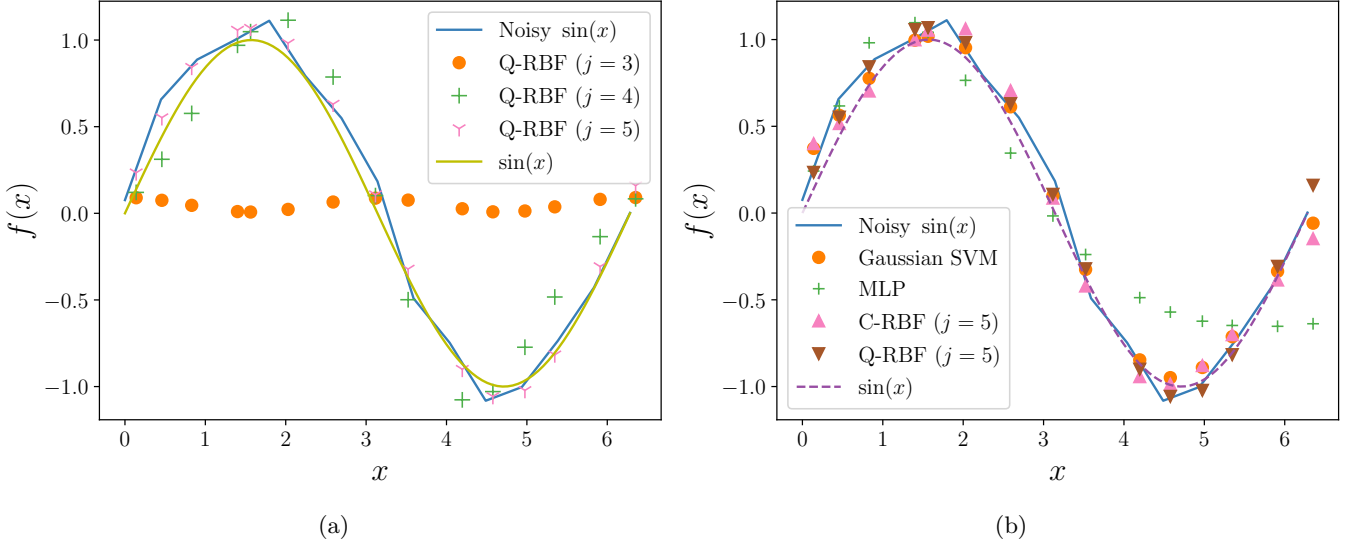 1.0
0.5
0.0
−0.5
−1.0
f(x)
0 1 2 3 4 5 6
x
Noisy sin(x)
Q-RBF (j = 3)
Q-RBF (j = 4)
Q-RBF (j = 5)
sin(x)
(a)
1.0
0.5
0.0
−0.5
−1.0
f(x)
0 1 2 3 4 5 6
x
Noisy sin(x)
Gaussian SVM
MLP
C-RBF (j = 5)
Q-RBF (j = 5)
sin(x)
(b)